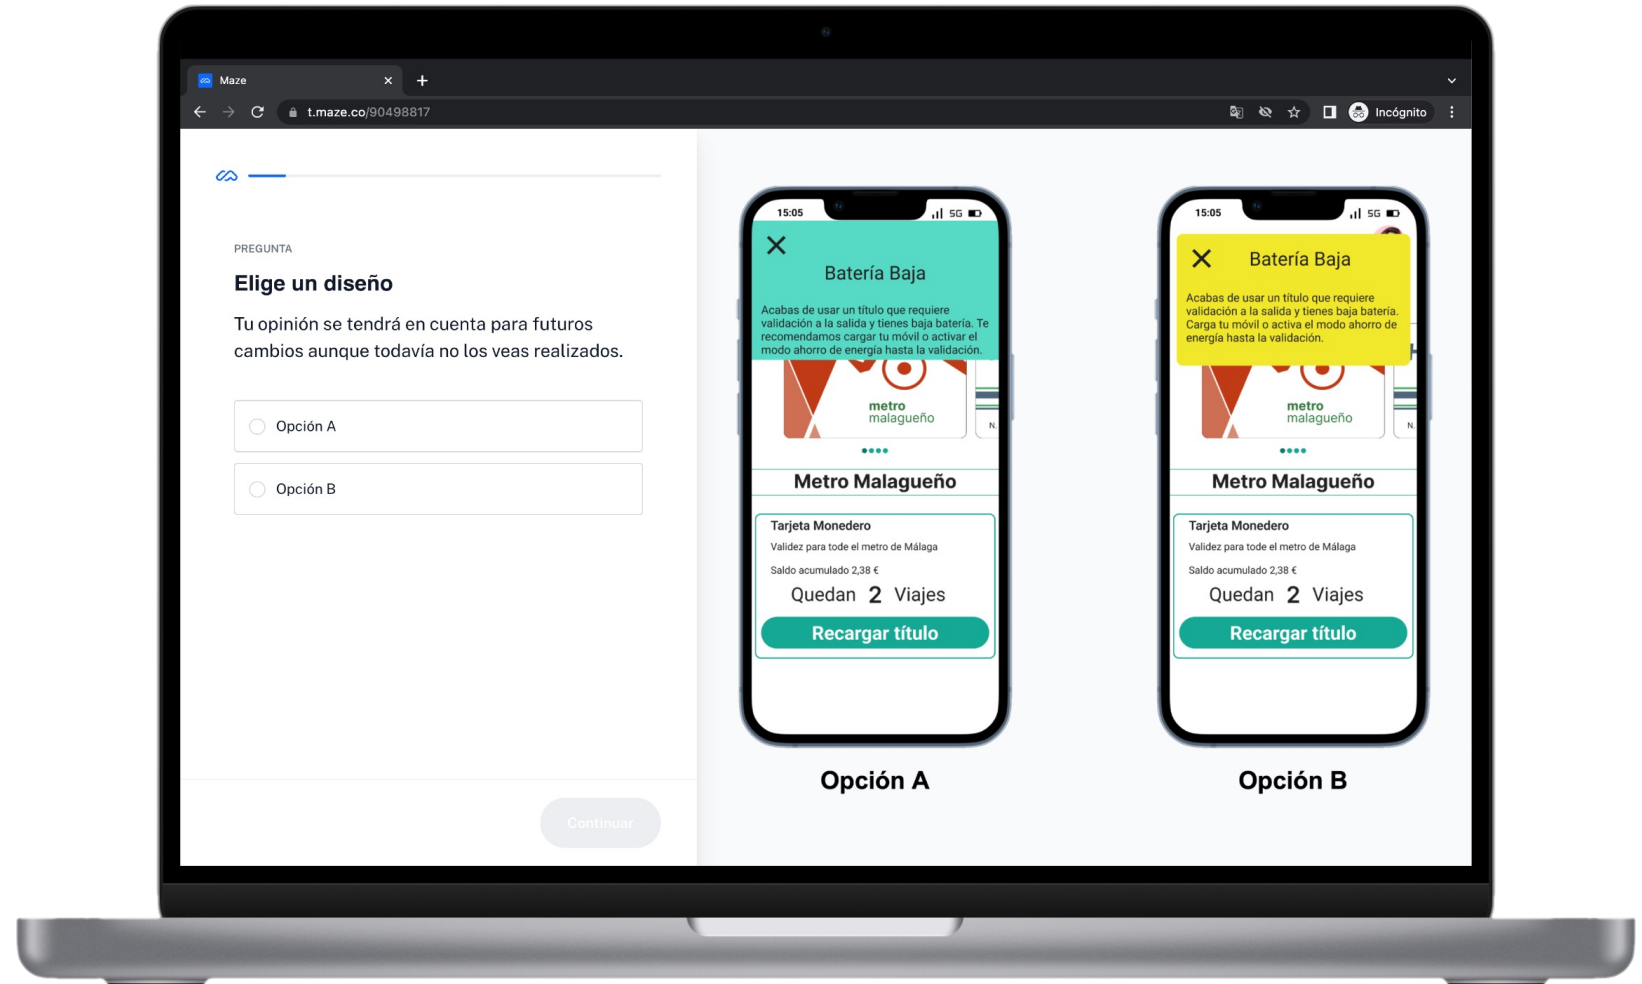 Maze
t.maze.co/90498817
Incógnito
PREGUNTA
Elige un diseño
Tu opinión se tendrá en cuenta para futuros
cambios aunque todavía no los veas realizados.
Opción A
Opción B
Continuar
15:05
5G
Batería Baja
Acabas de usar un título que requiere
validación a la salida y tienes baja batería. Te
recomendamos cargar tu móvil o activar el
modo ahorro de energía hasta la validación.
metro
malagueño
N.
Metro Malagueño
Tarjeta Monedero
Validez para tode el metro de Málaga
Saldo acumulado 2,38 €
Quedan 2 Viajes
Recargar título
Opción A
15:05
5G
Batería Baja
Acabas de usar un título que requiere
validación a la salida y tienes baja batería.
Carga tu móvil o activa el modo ahorro de
energía hasta la validación.
metro
malagueño
N.
Metro Malagueño
Tarjeta Monedero
Validez para tode el metro de Málaga
Saldo acumulado 2,38 €
Quedan 2 Viajes
Recargar título
Opción B